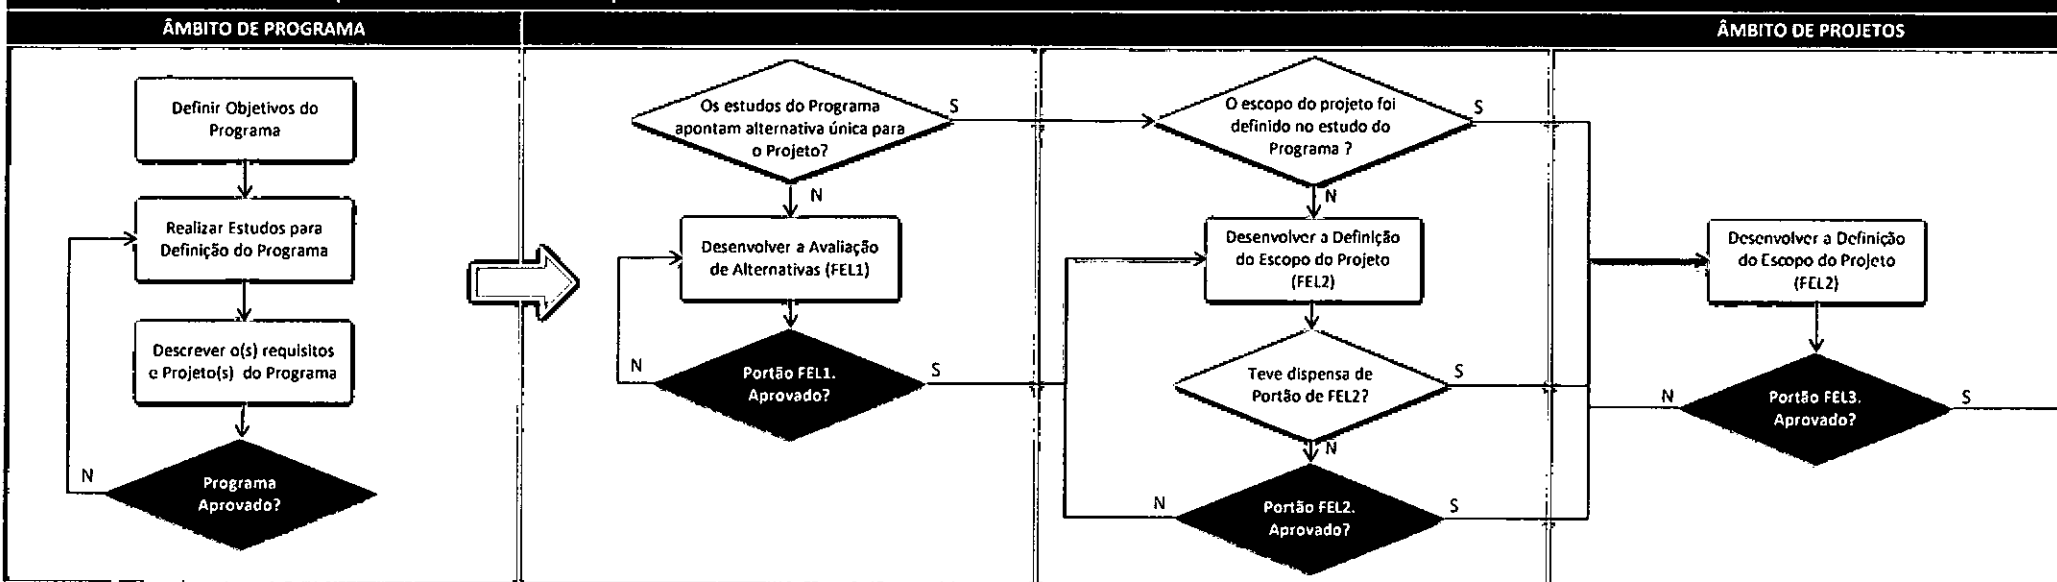 ÂMBITO DE PROGRAMA
ÂMBITO DE PROJETOS
Definir Objetivos do
Programa
Realizar Estudos para
Definição do Programa
Descrever o(s) requisitos
e Projeto(s) do Programa
N
Programa
Aprovado?
Os estudos do Programa
apontam alternativa única para
o Projeto?
S
N
Desenvolver a Avaliação
de Alternativas (FEL1)
N
Portão FEL1.
Aprovado?
S
O escopo do projeto foi
definido no estudo do
Programa ?
S
N
Desenvolver a Definição
do Escopo do Projeto
(FEL2)
Teve dispensa de
Portão de FEL2?
S
N
N
Portão FEL2.
Aprovado?
S
Desenvolver a Definição
do Escopo do Projeto
(FEL2)
N
Portão FEL3.
Aprovado?
S